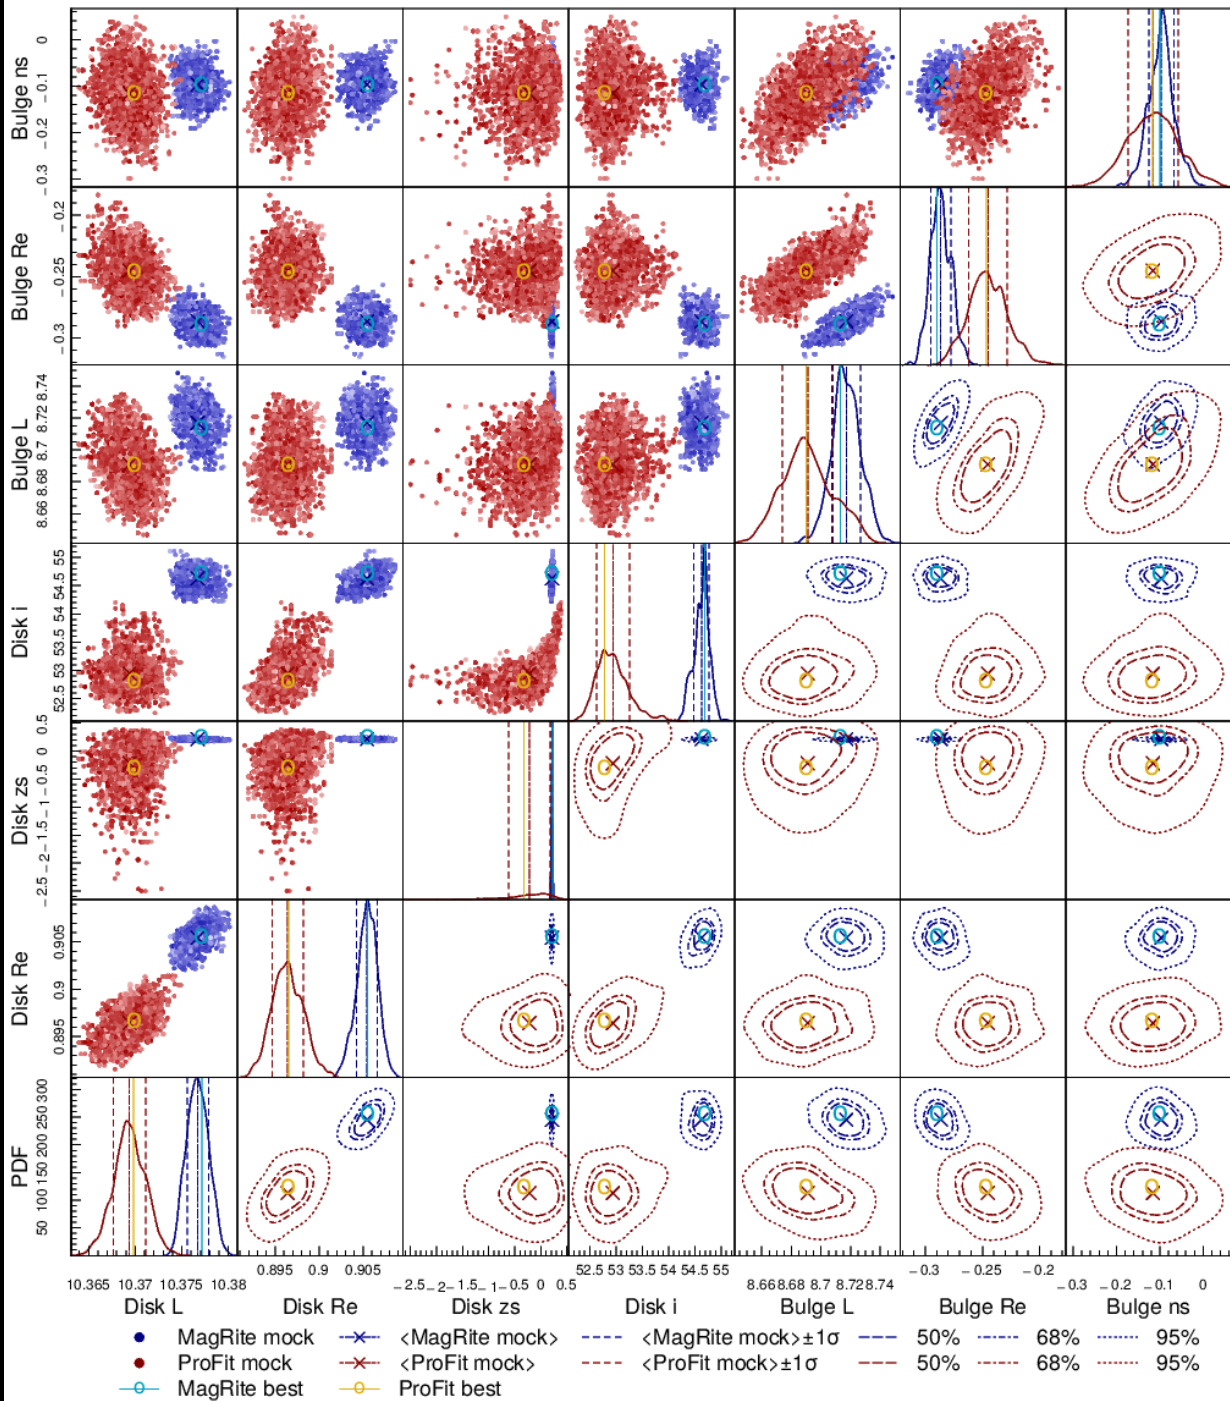 Bulge ns
0
−0.1
−0.2
−0.3
Bulge Re
−0.2
−0.25
−0.3
Bulge L
8.74
8.72
8.7
8.68
8.66
Disk i
55
54.5
54
53.5
53
52.5
Disk zs
0.5
0
−0.5
−1
−1.5
−2
−2.5
Disk Re
0.905
0.9
0.895
PDF
300
250
200
150
100
50
10.365 10.37 10.375 10.38
0.895 0.9 0.905
−2.5 −2 −1.5 −1 −0.5 0 0.5
52.5 53 53.5 54 54.5 55
8.66 8.68 8.7 8.72 8.74
−0.3 −0.25 −0.2
−0.3 −0.1 0
Disk L Disk Re Disk zs Disk i Bulge L Bulge Re Bulge ns
MagRite mock <MagRite mock> <MagRite mock>±1σ 50% 68% 95%
ProFit mock <ProFit mock> <ProFit mock>±1σ 50% 68% 95%
MagRite best ProFit best